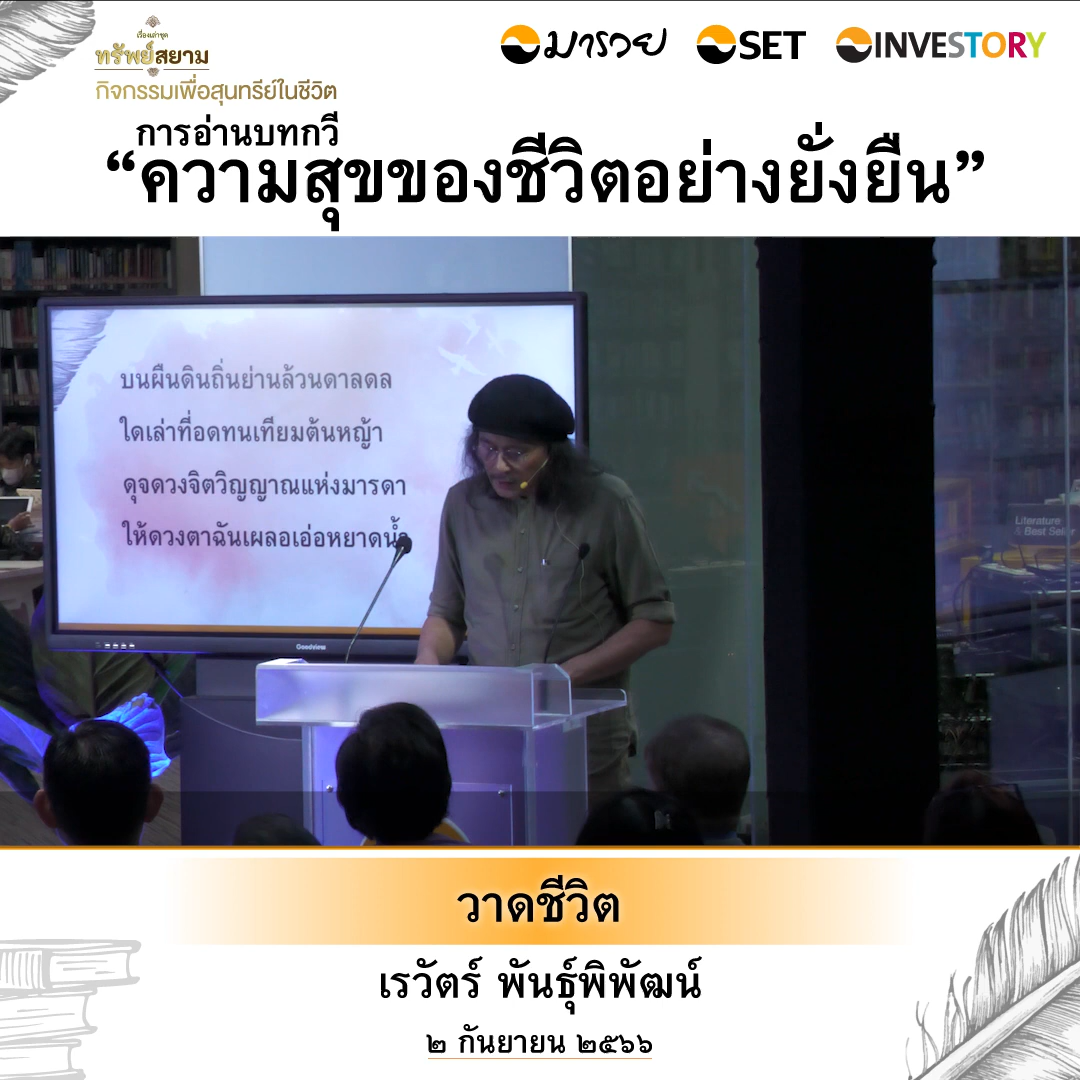 เรื่องเล่าชุด
ทรัพย์สยาม
กิจกรรมเพื่อสุนทรีย์ในชีวิต
มารวย
SET
INVESTORY
การอ่านบทกวี
“ความสุขของชีวิตอย่างยั่งยืน”
บนผืนดินถิ่นย่านล้วนดาลดล
ใดเล่าที่อดทนเทียมต้นหญ้า
ดุจดวงจิตวิญญาณแห่งมารดา
ให้ดวงตาฉันเผลอเอ่อหยาดน้ำ
Goodview
Literature
& Best Seller
วาดชีวิต
เรวัตร์ พันธุ์พิพัฒน์
๒ กันยายน ๒๕๖๖